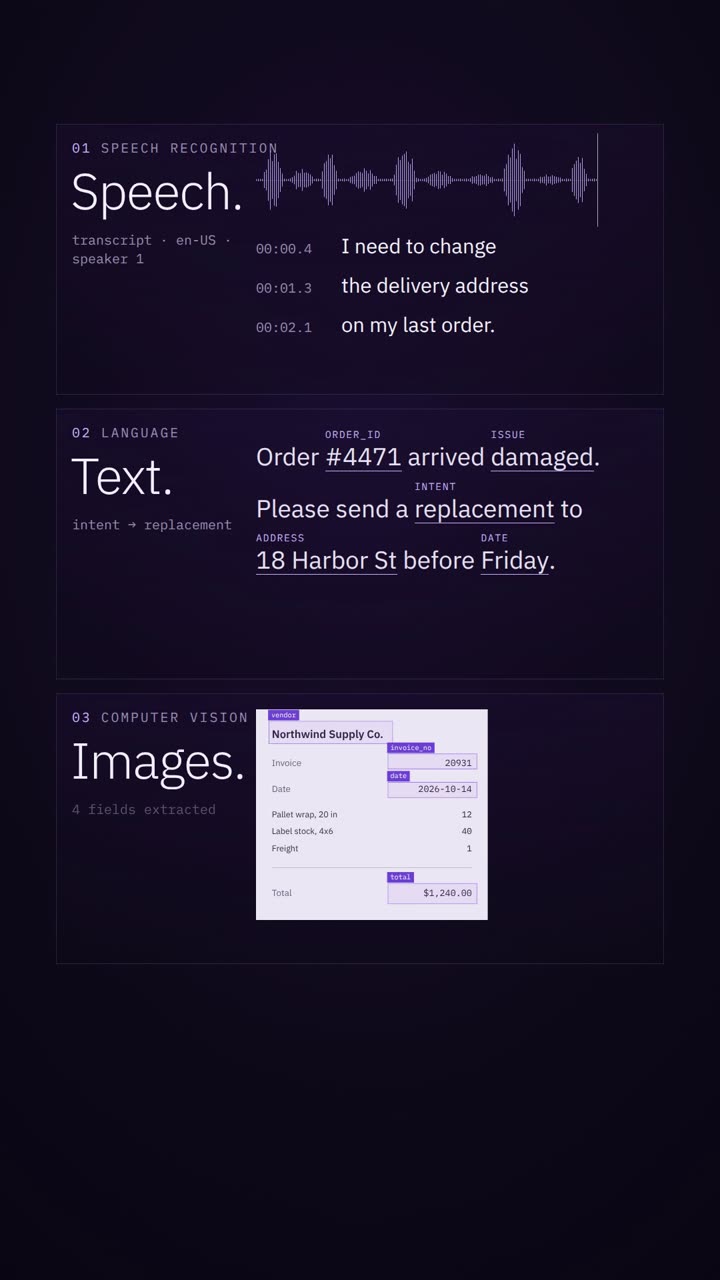 01 SPEECH RECOGNITION
Speech.
transcript · en-US ·
speaker 1
00:00.4 I need to change
00:01.3 the delivery address
00:02.1 on my last order.
02 LANGUAGE
Text.
intent → replacement
ORDER_ID ISSUE
Order #4471 arrived damaged.
INTENT
Please send a replacement to
ADDRESS DATE
18 Harbor St before Friday.
03 COMPUTER VISION
Images.
4 fields extracted
vendor
Northwind Supply Co.
invoice_no
Invoice 20931
date
Date 2026-10-14
Pallet wrap, 20 in 12
Label stock, 4x6 40
Freight 1
total
Total $1,240.00